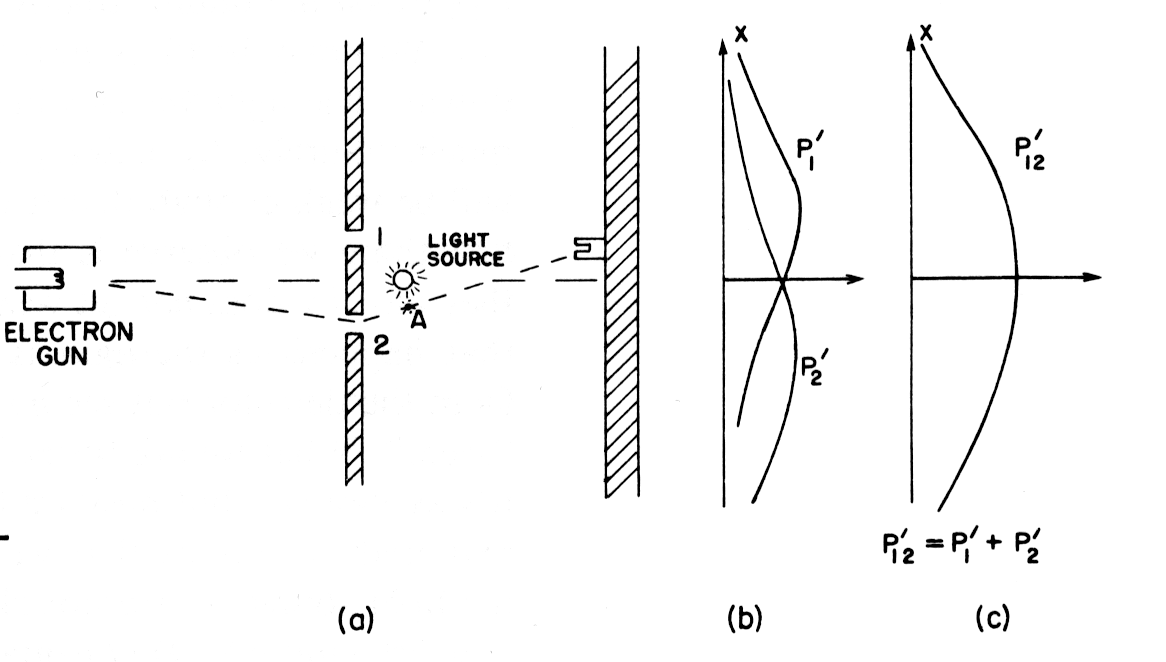 X
X
P₁′
P₁₂′
1
LIGHT
SOURCE
A
ELECTRON
GUN
2
P₂′
P₁₂′ = P₁′ + P₂′
(a)
(b)
(c)